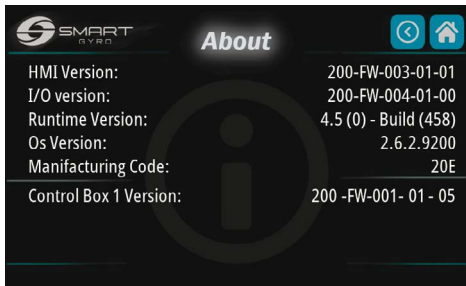 SMART
GYRO
About
HMI Version: 200-FW-003-01-01
I/O version: 200-FW-004-01-00
Runtime Version: 4.5 (0) - Build (458)
Os Version: 2.6.2.9200
Manifacturing Code: 20E
Control Box 1 Version: 200 -FW-001- 01 - 05